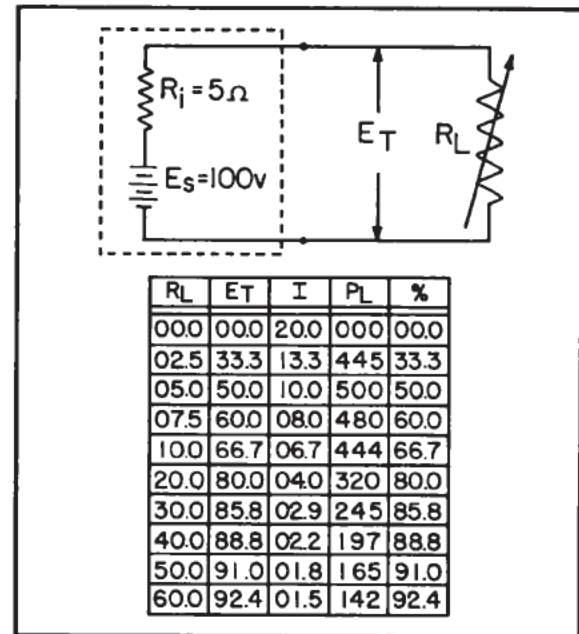 Ri = 5Ω
Es=100v
ET
RL
RL ET I PL %
00.0 00.0 20.0 000 00.0
02.5 33.3 13.3 445 33.3
05.0 50.0 10.0 500 50.0
07.5 60.0 08.0 480 60.0
10.0 66.7 06.7 444 66.7
20.0 80.0 04.0 320 80.0
30.0 85.8 02.9 245 85.8
40.0 88.8 02.2 197 88.8
50.0 91.0 01.8 165 91.0
60.0 92.4 01.5 142 92.4